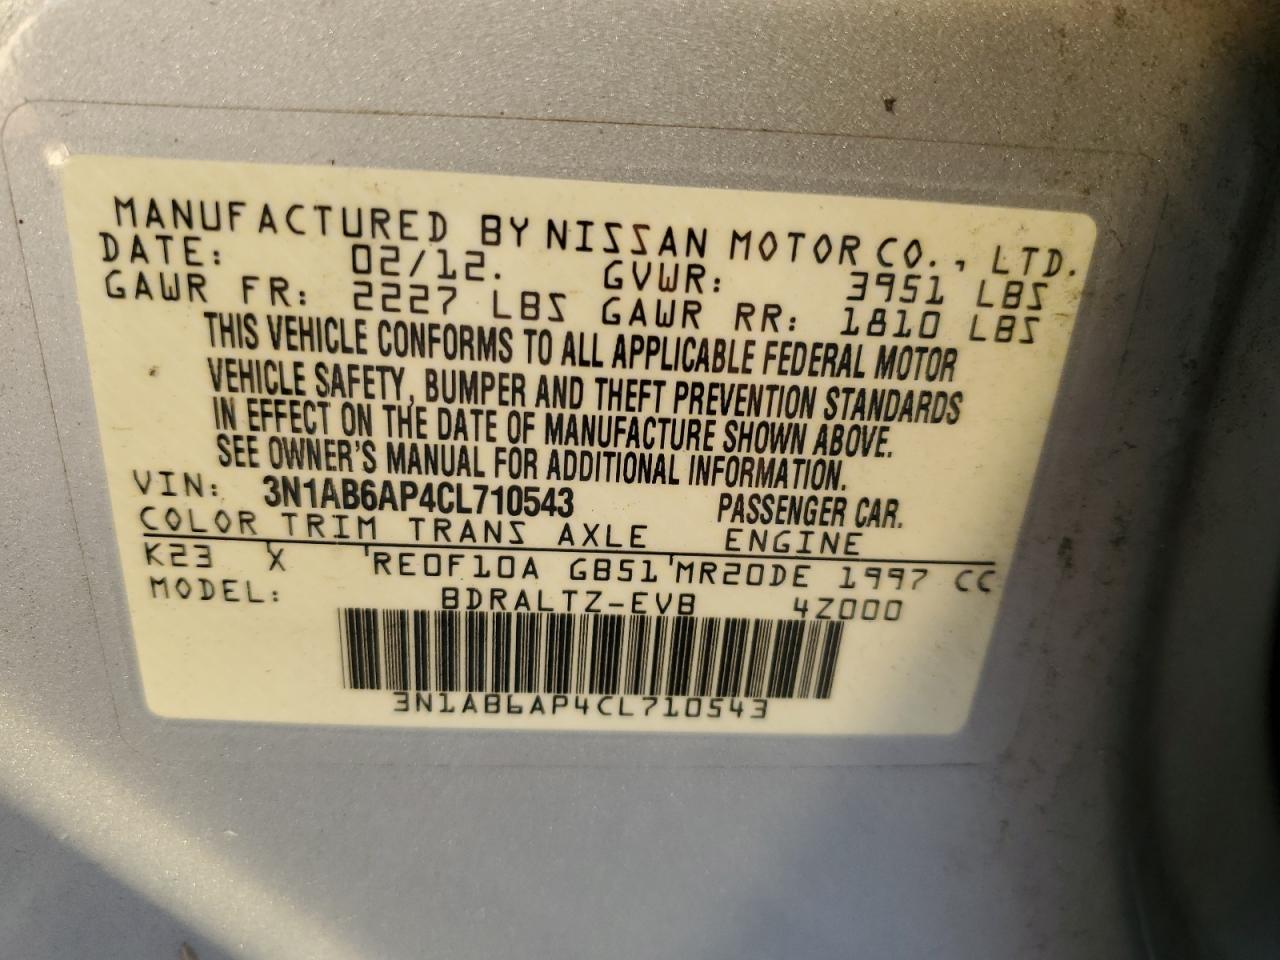 MANUFACTURED BY NISSAN MOTOR CO., LTD.
DATE: 02/12. GVWR: 3951 LBS
GAWR FR: 2227 LBS GAWR RR: 1810 LBS
THIS VEHICLE CONFORMS TO ALL APPLICABLE FEDERAL MOTOR
VEHICLE SAFETY, BUMPER AND THEFT PREVENTION STANDARDS
IN EFFECT ON THE DATE OF MANUFACTURE SHOWN ABOVE.
SEE OWNER'S MANUAL FOR ADDITIONAL INFORMATION.
VIN: 3N1AB6AP4CL710543 PASSENGER CAR.
COLOR TRIM TRANS AXLE ENGINE
K23 X RE0F10A GB51 MR20DE 1997 CC
MODEL: BDRALTZ-EVB 4Z000
3N1AB6AP4CL710543